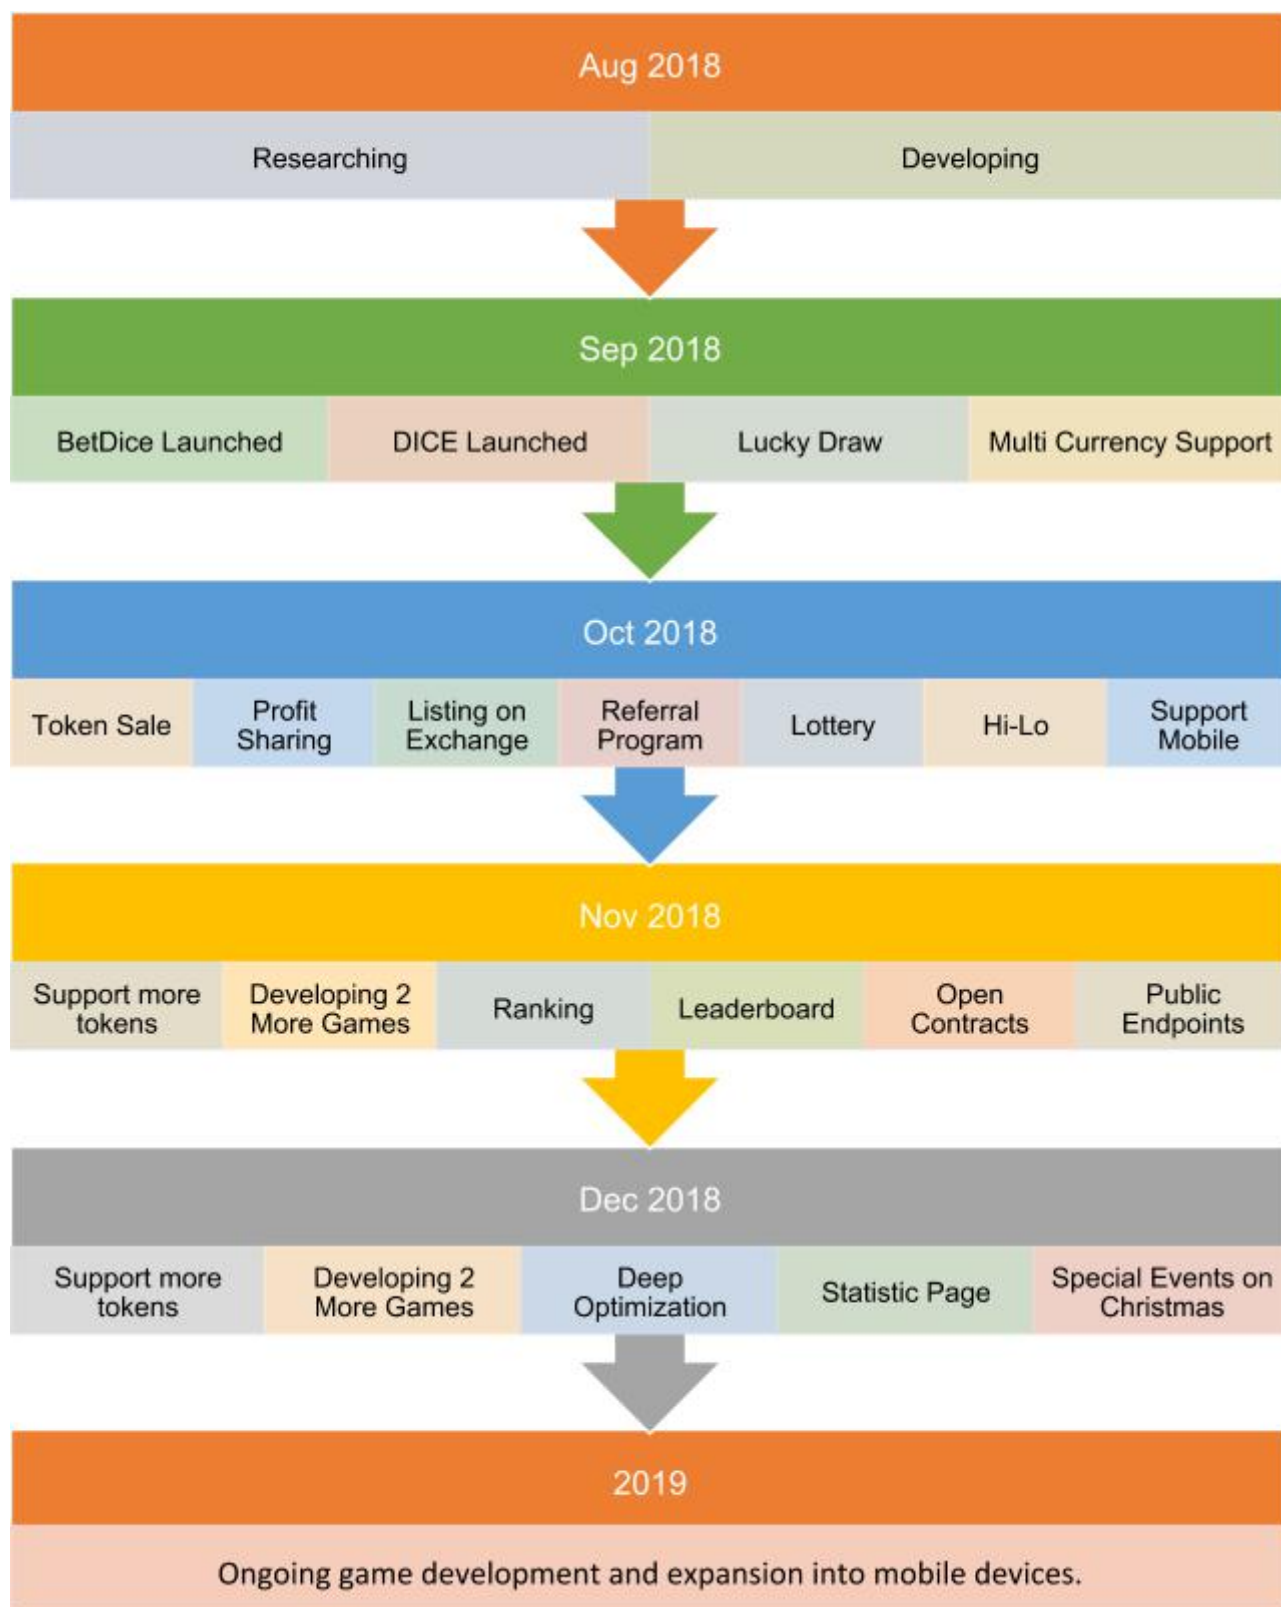 Aug 2018
Researching
Developing
Sep 2018
BetDice Launched
DICE Launched
Lucky Draw
Multi Currency Support
Oct 2018
Token Sale
Profit
Sharing
Listing on
Exchange
Referral
Program
Lottery
Hi-Lo
Support
Mobile
Nov 2018
Support more
tokens
Developing 2
More Games
Ranking
Leaderboard
Open
Contracts
Public
Endpoints
Dec 2018
Support more
tokens
Developing 2
More Games
Deep
Optimization
Statistic Page
Special Events on
Christmas
2019
Ongoing game development and expansion into mobile devices.